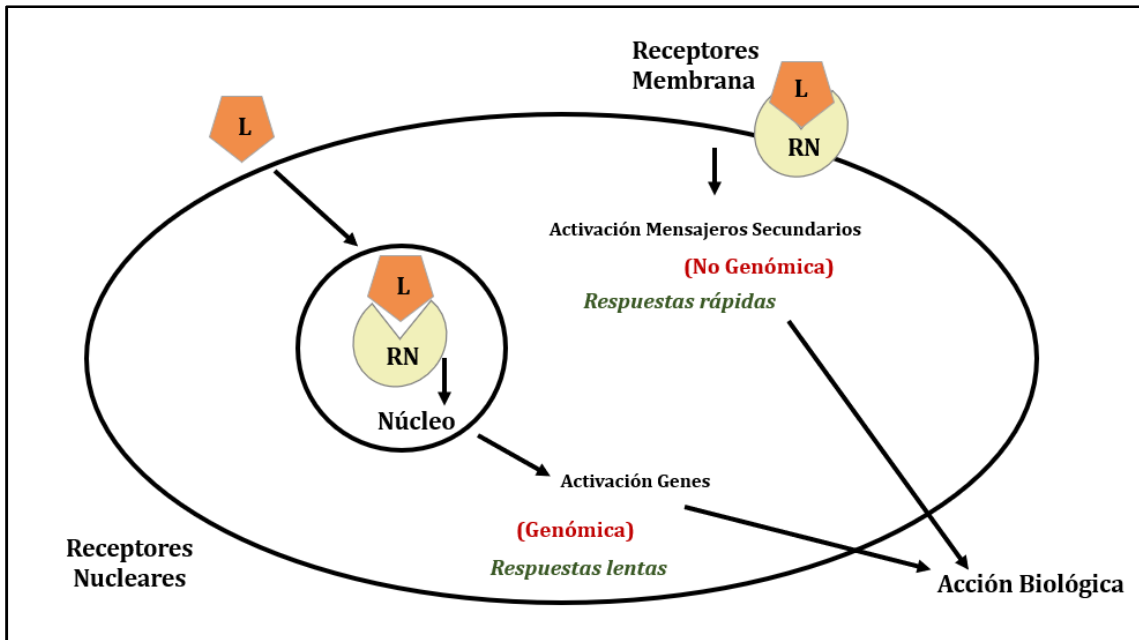 Receptores
Membrana
L
RN
L
Activación Mensajeros Secundarios
(No Genómica)
Respuestas rápidas
L
RN
Núcleo
Activación Genes
(Genómica)
Respuestas lentas
Receptores
Nucleares
Acción Biológica